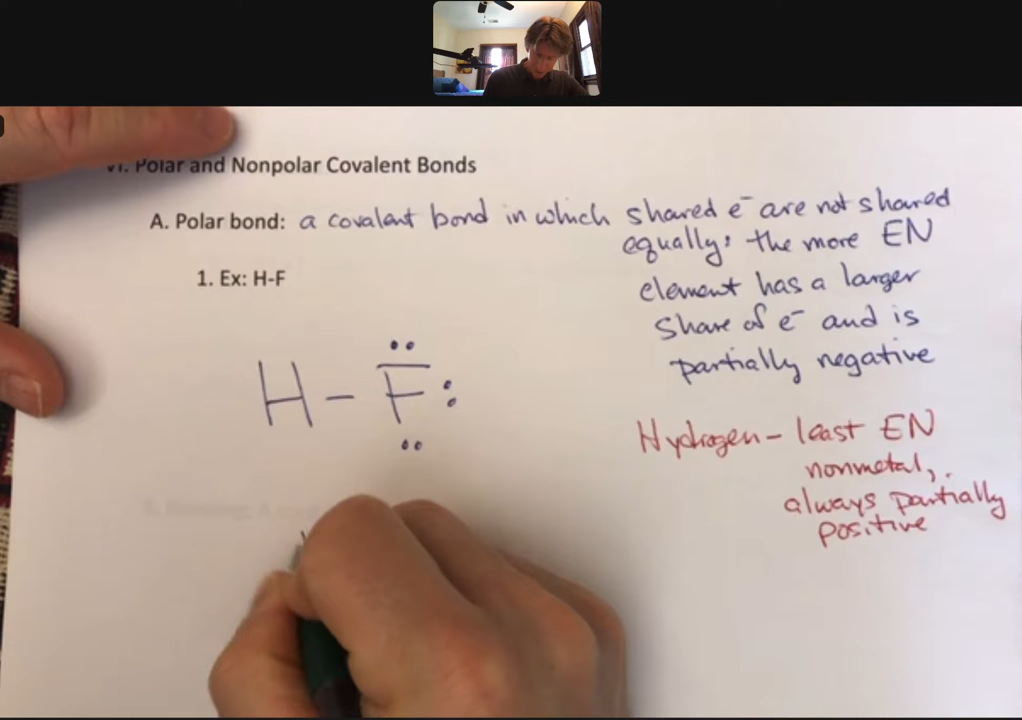 VI. Polar and Nonpolar Covalent Bonds
A. Polar bond: a covalent bond in which shared e⁻ are not shared
equally; the more EN
element has a larger
share of e⁻ and is
partially negative
1. Ex: H-F
H – F
Hydrogen – least EN
nonmetal,
always partially
positive